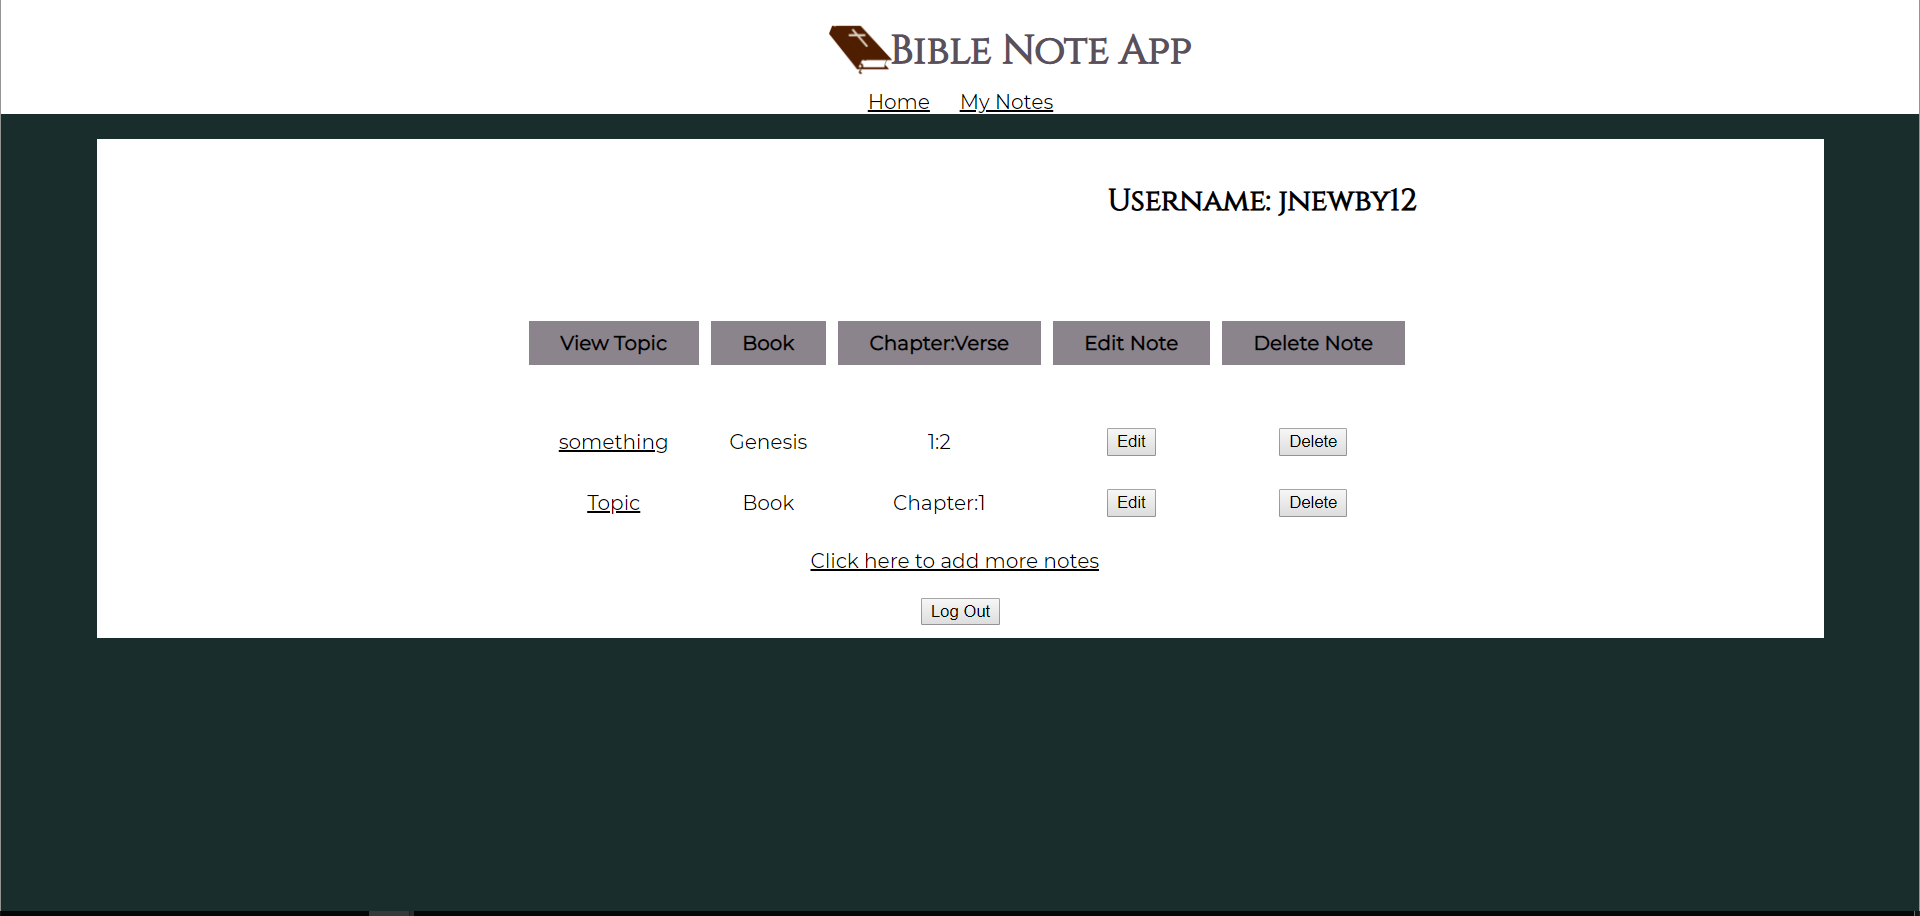 Bible Note App
Home My Notes
Username: jnewby12
View Topic Book Chapter:Verse Edit Note Delete Note
something Genesis 1:2 Edit Delete
Topic Book Chapter:1 Edit Delete
Click here to add more notes
Log Out